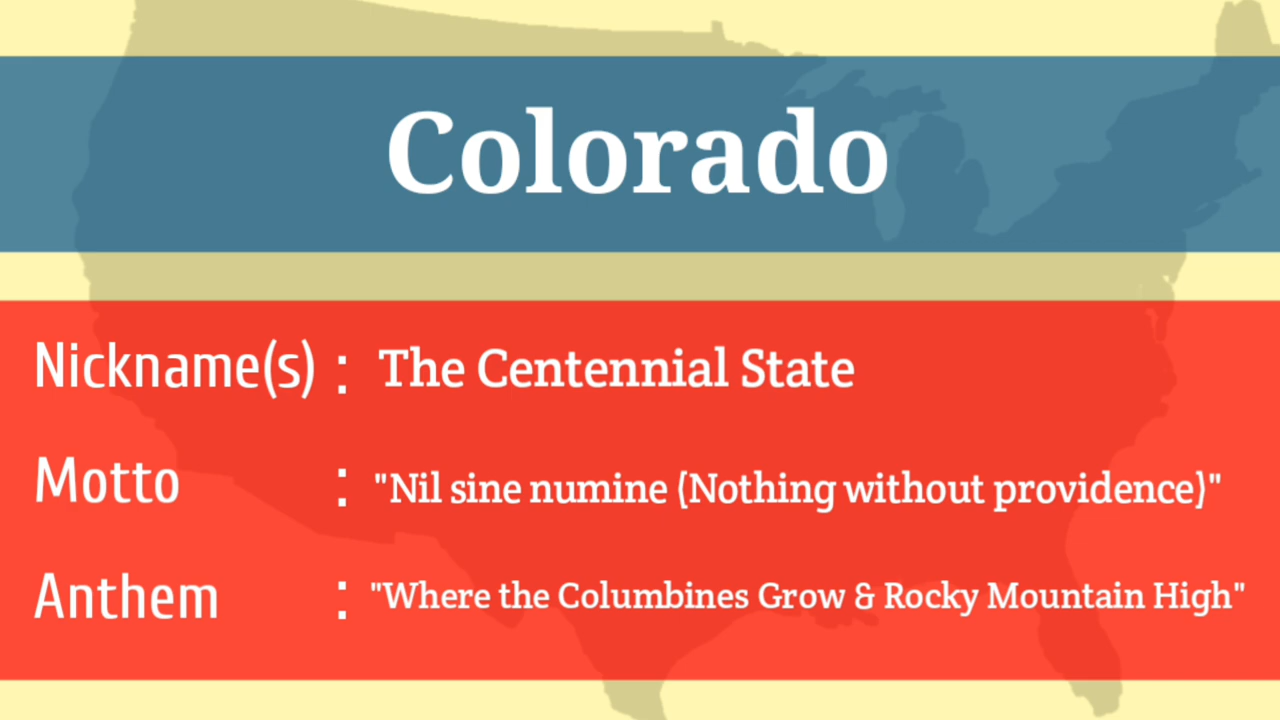 Colorado
Nickname(s) : The Centennial State
Motto : "Nil sine numine (Nothing without providence)"
Anthem : "Where the Columbines Grow & Rocky Mountain High"